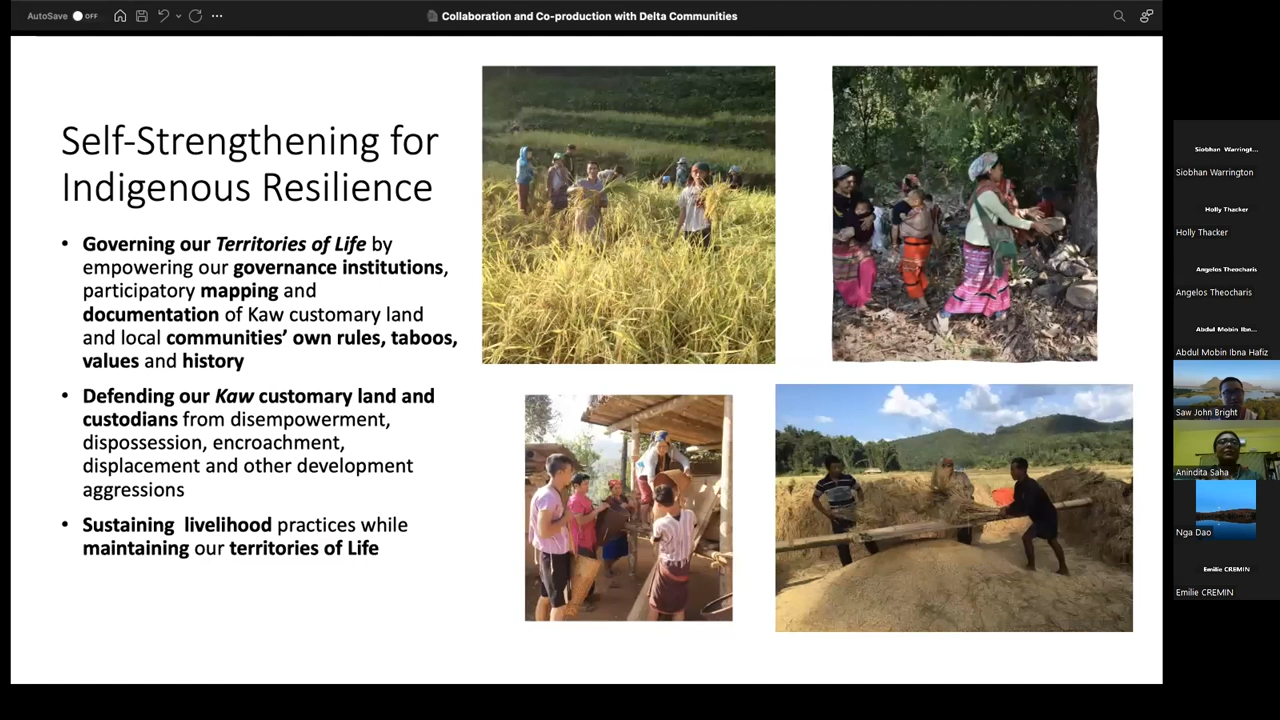 AutoSave OFF
Collaboration and Co-production with Delta Communities
Self-Strengthening for
Indigenous Resilience
• Governing our Territories of Life by
empowering our governance institutions,
participatory mapping and
documentation of Kaw customary land
and local communities’ own rules, taboos,
values and history
• Defending our Kaw customary land and
custodians from disempowerment,
dispossession, encroachment,
displacement and other development
aggressions
• Sustaining livelihood practices while
maintaining our territories of Life
Siobhan Warringt...
Siobhan Warrington
Holly Thacker
Holly Thacker
Angelos Theocharis
Angelos Theocharis
Abdul Mobin Ibn...
Abdul Mobin Ibna Hafiz
Saw John Bright
Anindita Saha
Nga Dao
Emilie CREMIN
Emilie CREMIN